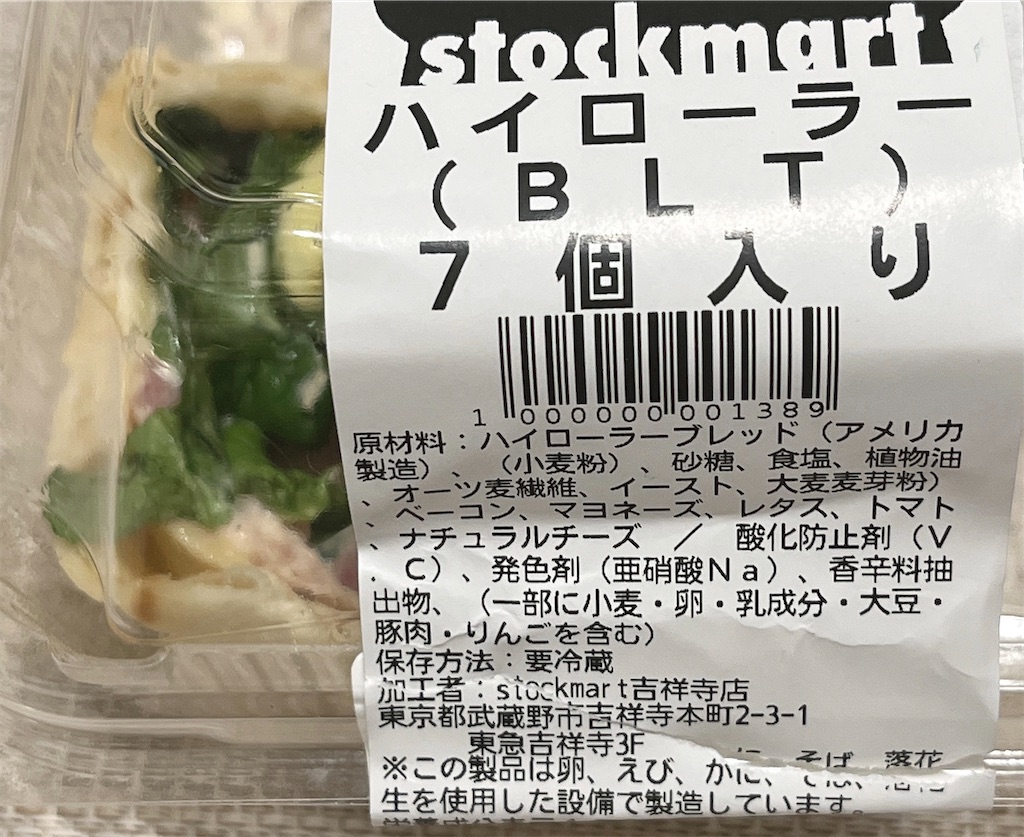 stockmart
ハイローラー
(ＢＬＴ)
７個入り
1 000000 001389
原材料：ハイローラーブレッド（アメリカ
製造）、（小麦粉）、砂糖、食塩、植物油
、オーツ麦繊維、イースト、大麦麦芽粉）
、ベーコン、マヨネーズ、レタス、トマト
、ナチュラルチーズ ／ 酸化防止剤（Ｖ
．Ｃ）、発色剤（亜硝酸Ｎａ）、香辛料抽
出物、（一部に小麦・卵・乳成分・大豆・
豚肉・りんごを含む）
保存方法：要冷蔵
加工者：stockmart吉祥寺店
東京都武蔵野市吉祥寺本町2-3-1
東急吉祥寺3F
※この製品は卵、えび、かに、そば、落花
生を使用した設備で製造しています。